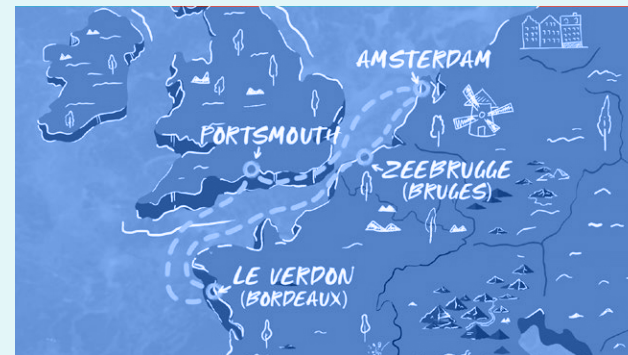 AMSTERDAM
PORTSMOUTH
ZEEBRUGGE
(BRUGES)
LE VERDON
(BORDEAUX)